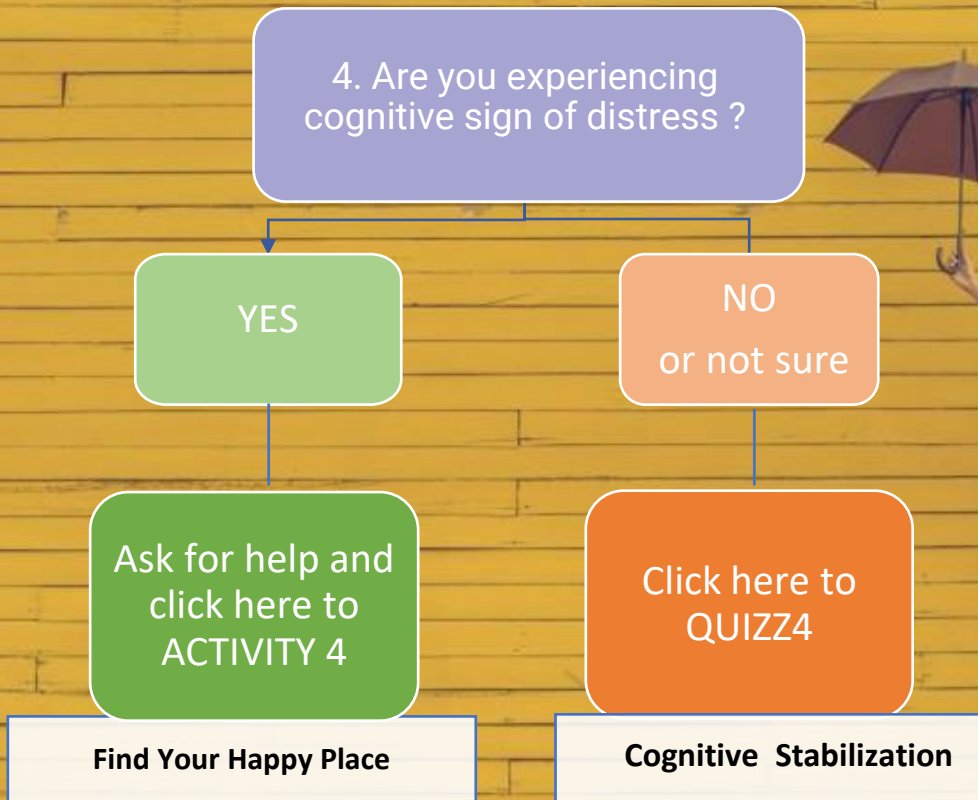 4. Are you experiencing
cognitive sign of distress ?
YES
NO
or not sure
Ask for help and
click here to
ACTIVITY 4
Click here to
QUIZZ4
Find Your Happy Place
Cognitive Stabilization